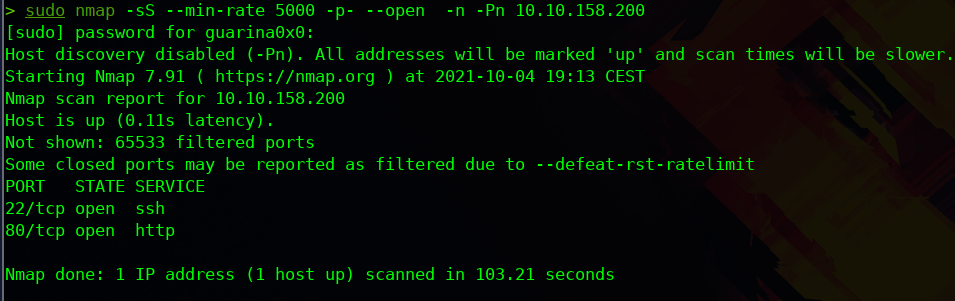 > sudo nmap -sS --min-rate 5000 -p- --open  -n -Pn 10.10.158.200
[sudo] password for guarina0x0:
Host discovery disabled (-Pn). All addresses will be marked 'up' and scan times will be slower.
Starting Nmap 7.91 ( https://nmap.org ) at 2021-10-04 19:13 CEST
Nmap scan report for 10.10.158.200
Host is up (0.11s latency).
Not shown: 65533 filtered ports
Some closed ports may be reported as filtered due to --defeat-rst-ratelimit
PORT   STATE SERVICE
22/tcp open  ssh
80/tcp open  http

Nmap done: 1 IP address (1 host up) scanned in 103.21 seconds